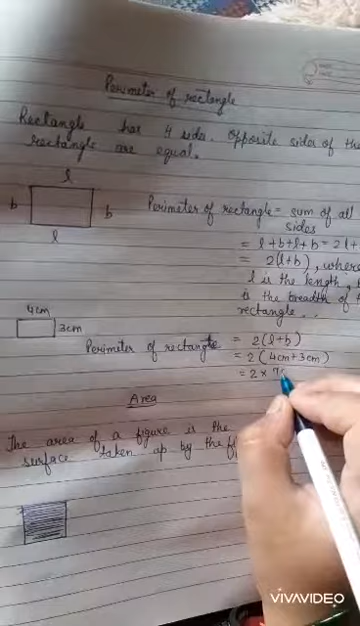 Perimeter of rectangle
Rectangle has 4 side. Opposite sides of the
rectangle are equal.
l
b
b
l
Perimeter of rectangle = sum of all
sides
= l+b+l+b = 2l+
= 2(l+b), where
l is the length,
is the breadth of
rectangle..
4cm
3cm
Perimeter of rectangle = 2(l+b)
= 2(4cm+3cm)
= 2 × 7
Area
The area of a figure is the
surface taken up by the
VIVAVIDEO